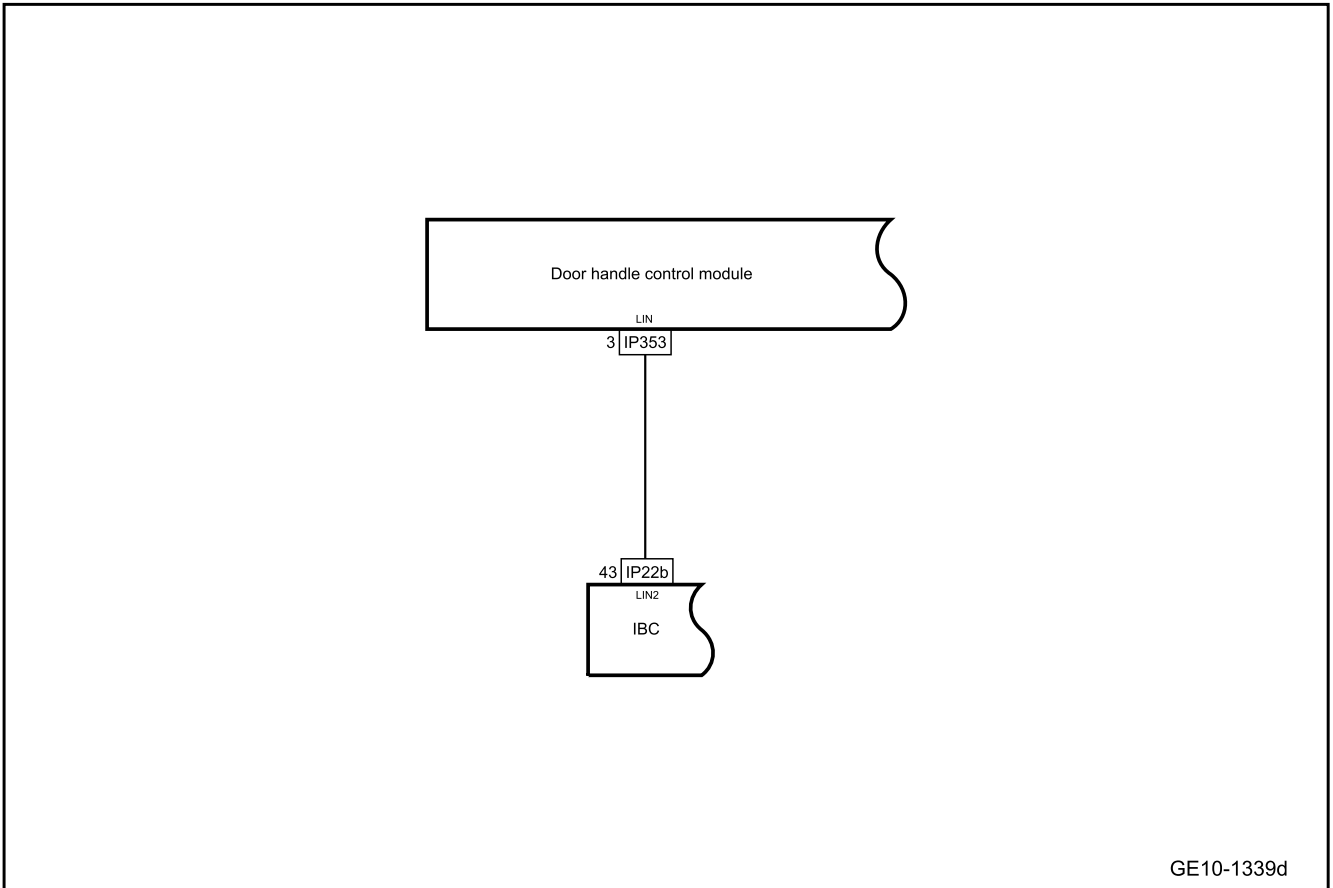 Door handle control module
LIN
3 IP353
43 IP22b
LIN2
IBC
GE10-1339d